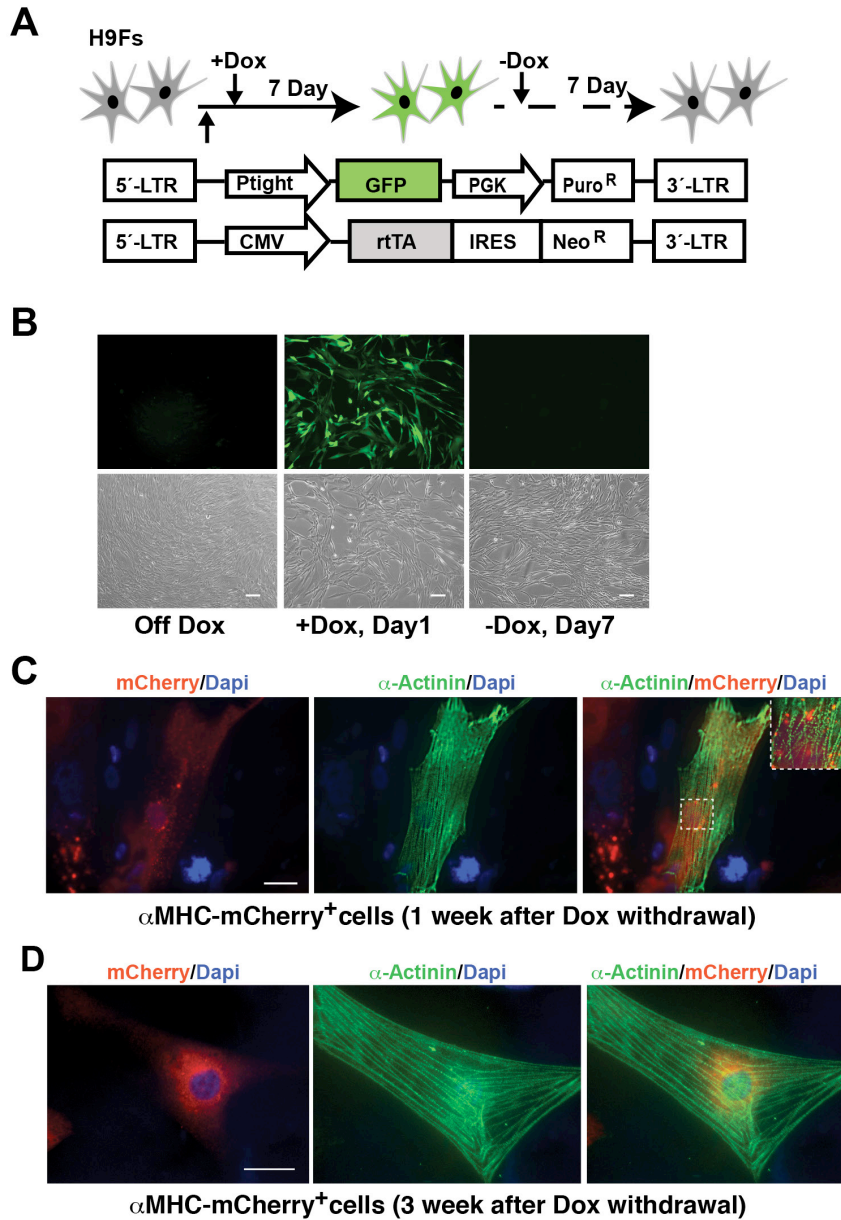 A
H9Fs
+Dox
7 Day
-Dox
7 Day
5´-LTR
Ptight
GFP
PGK
Puro R
3´-LTR
5´-LTR
CMV
rtTA
IRES
Neo R
3´-LTR
B
Off Dox
+Dox, Day1
-Dox, Day7
C
mCherry/Dapi
α-Actinin/Dapi
α-Actinin/mCherry/Dapi
αMHC-mCherry+cells (1 week after Dox withdrawal)
D
mCherry/Dapi
α-Actinin/Dapi
α-Actinin/mCherry/Dapi
αMHC-mCherry+cells (3 week after Dox withdrawal)